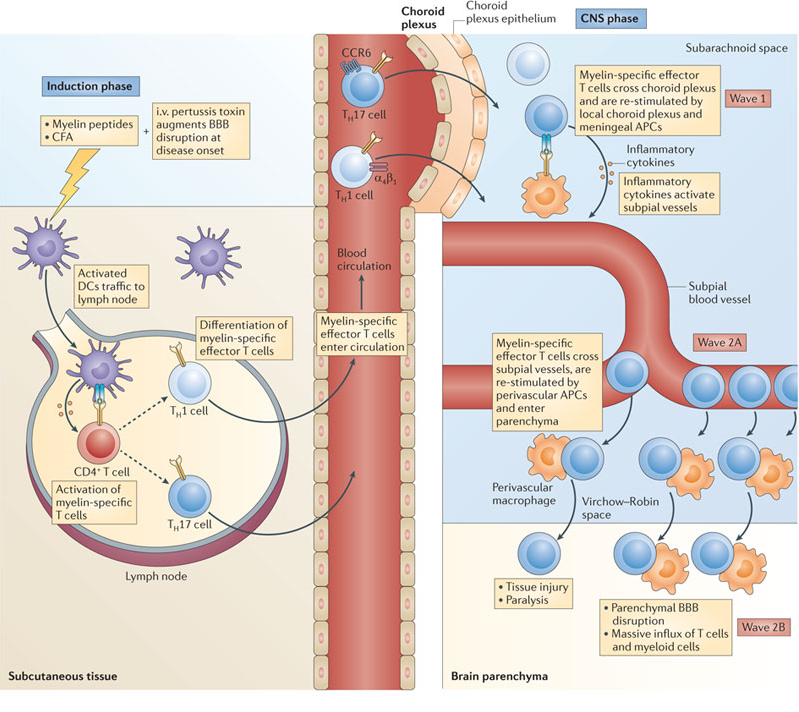 Choroid
plexus
Choroid
plexus epithelium
CNS phase
Induction phase
• Myelin peptides
• CFA
+
i.v. pertussis toxin
augments BBB
disruption at
disease onset
CCR6
TH17 cell
α4β1
TH1 cell
Subarachnoid space
Myelin-specific effector
T cells cross choroid plexus
and are re-stimulated by
local choroid plexus and
meningeal APCs
Wave 1
Inflammatory
cytokines
Inflammatory
cytokines activate
subpial vessels
Activated
DCs traffic to
lymph node
Blood
circulation
Myelin-specific
effector T cells
enter circulation
Differentiation of
myelin-specific
effector T cells
TH1 cell
CD4+ T cell
Activation of
myelin-specific
T cells
TH17 cell
Lymph node
Subcutaneous tissue
Subpial
blood vessel
Wave 2A
Myelin-specific
effector T cells cross
subpial vessels, are
re-stimulated by
perivascular APCs
and enter
parenchyma
Perivascular
macrophage
Virchow–Robin
space
• Tissue injury
• Paralysis
• Parenchymal BBB
disruption
• Massive influx of T cells
and myeloid cells
Wave 2B
Brain parenchyma